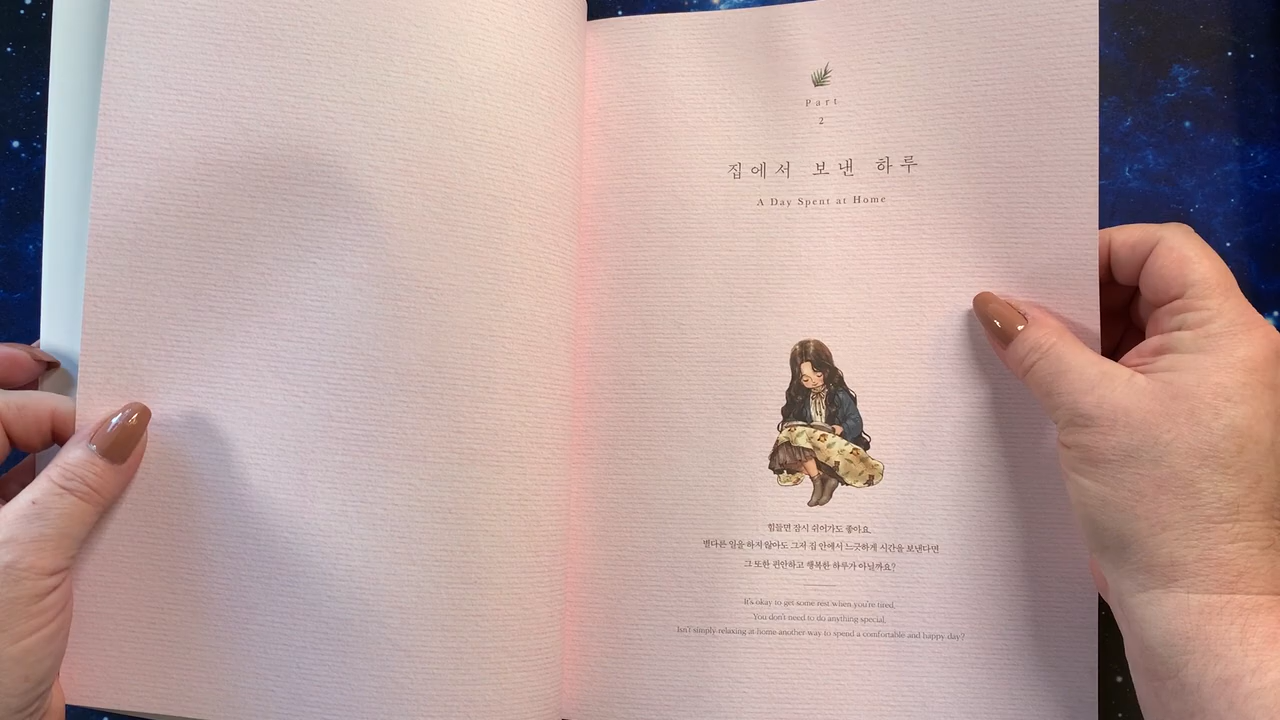 Part
2
집에서 보낸 하루
A Day Spent at Home
힘들면 잠시 쉬어가도 좋아요.
별다른 일을 하지 않아도 그저 집 안에서 느긋하게 시간을 보낸다면
그 또한 편안하고 행복한 하루가 아닐까요?
It's okay to get some rest when you're tired.
You don't need to do anything special.
Isn't simply relaxing at home another way to spend a comfortable and happy day?